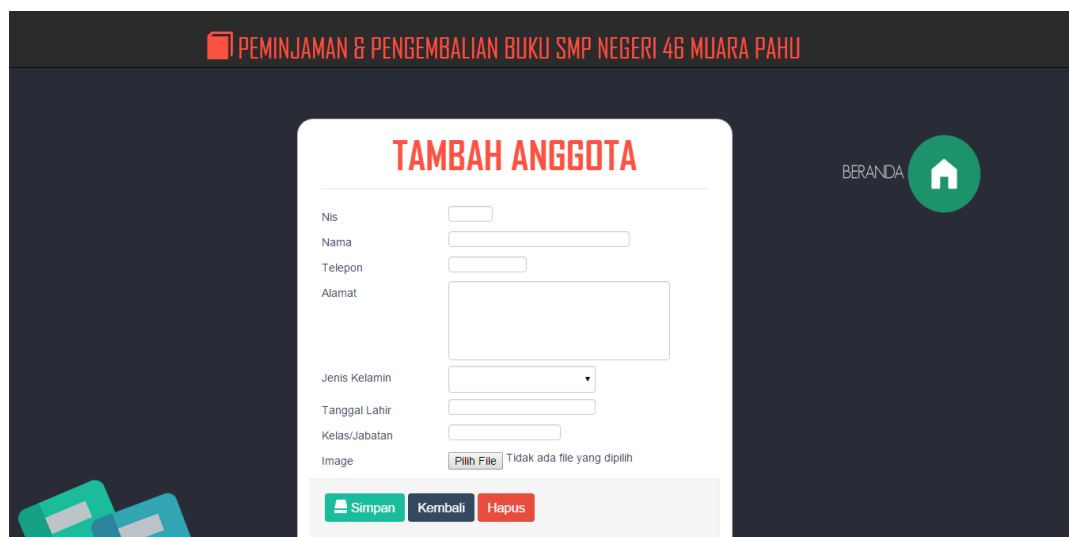 PEMINJAMAN & PENGEMBALIAN BUKU SMP NEGERI 46 MUARA PAHU
TAMBAH ANGGOTA
BERANDA
Nis
Nama
Telepon
Alamat
Jenis Kelamin
Tanggal Lahir
Kelas/Jabatan
Image Pilih File Tidak ada file yang dipilih
Simpan Kembali Hapus